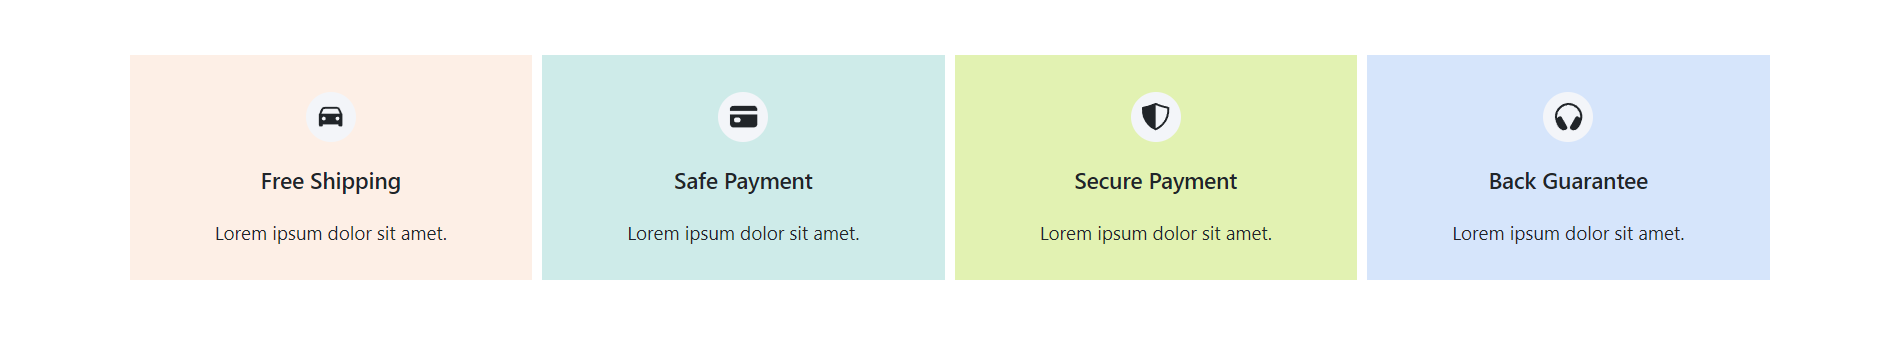 Free Shipping
Lorem ipsum dolor sit amet.
Safe Payment
Lorem ipsum dolor sit amet.
Secure Payment
Lorem ipsum dolor sit amet.
Back Guarantee
Lorem ipsum dolor sit amet.